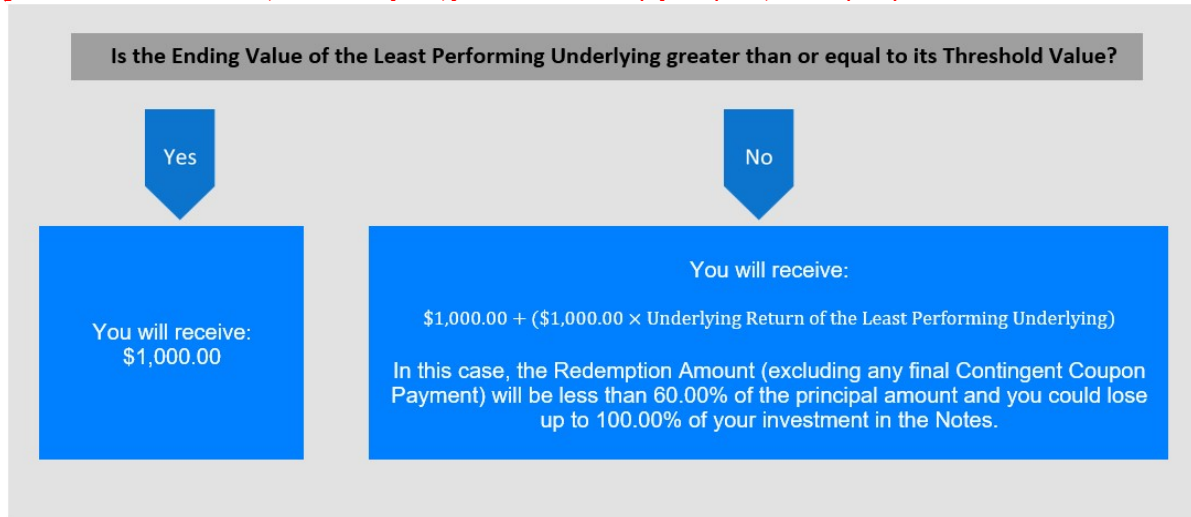 Is the Ending Value of the Least Performing Underlying greater than or equal to its Threshold Value?
Yes
No
You will receive:
$1,000.00
You will receive:
$1,000.00 + ($1,000.00 × Underlying Return of the Least Performing Underlying)
In this case, the Redemption Amount (excluding any final Contingent Coupon
Payment) will be less than 60.00% of the principal amount and you could lose
up to 100.00% of your investment in the Notes.